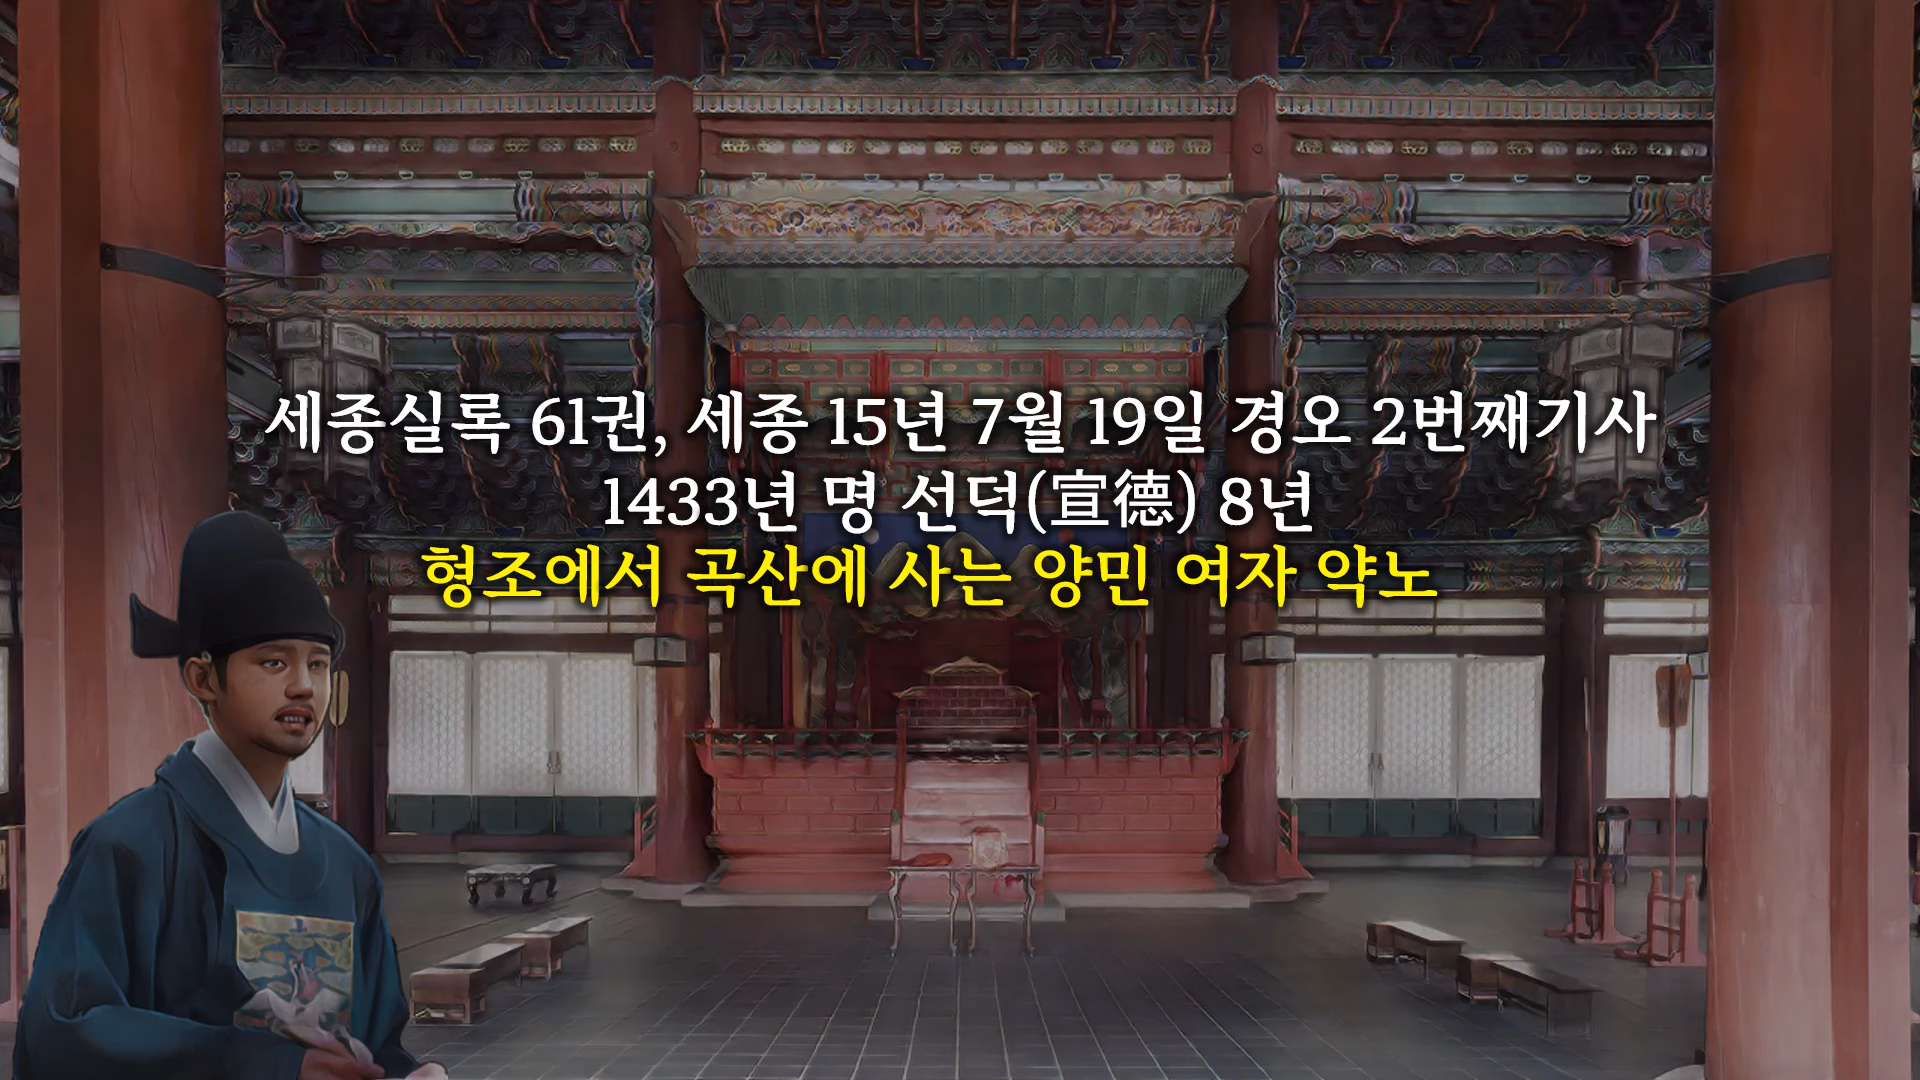 세종실록 61권, 세종 15년 7월 19일 경오 2번째기사
1433년 명 선덕(宣德) 8년
형조에서 곡산에 사는 양민 여자 약노